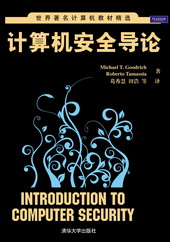 世界著名计算机教材精选
PEARSON
计算机安全导论
Michael T. Goodrich
Roberto Tamassia
著
葛秀慧 田浩 等 译
INTRODUCTION
TO
COMPUTER SECURITY
清华大学出版社